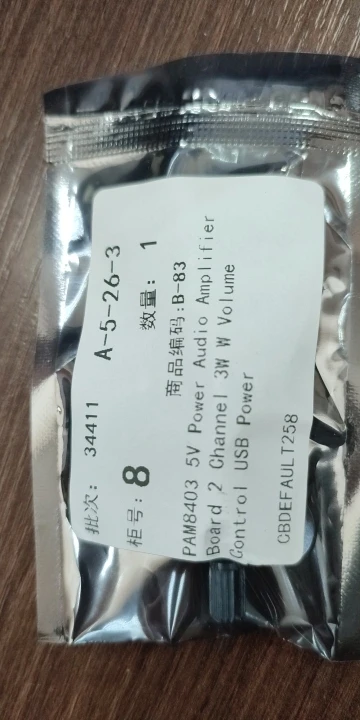 批次: 34411 A-5-26-3
柜号: 8 数量: 1
商品编码:B-83
PAM8403 5V Power Audio Amplifier
Board 2 Channel 3W W Volume
Control USB Power
CBDEFAULT258